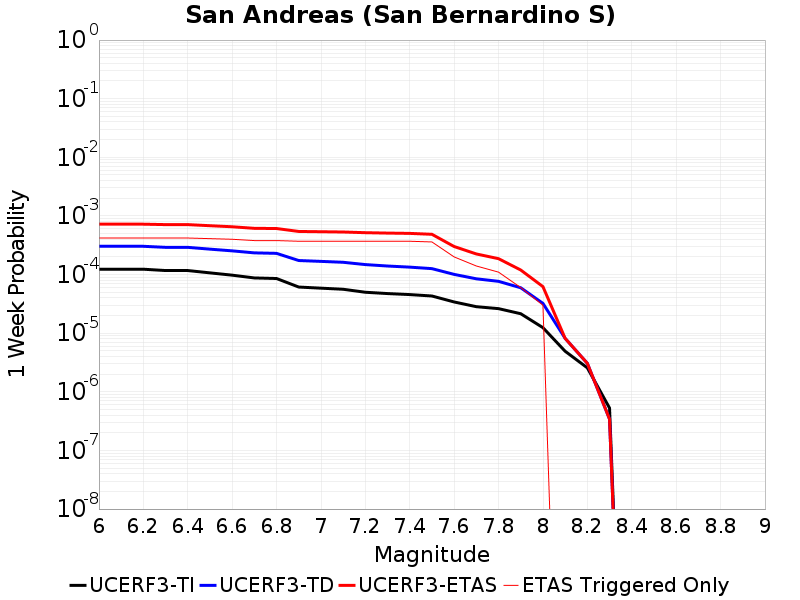 San Andreas (San Bernardino S)
10^0
10^-1
10^-2
10^-3
10^-4
10^-5
10^-6
10^-7
10^-8
1 Week Probability
6 6.2 6.4 6.6 6.8 7 7.2 7.4 7.6 7.8 8 8.2 8.4 8.6 8.8 9
Magnitude
UCERF3-TI UCERF3-TD UCERF3-ETAS ETAS Triggered Only